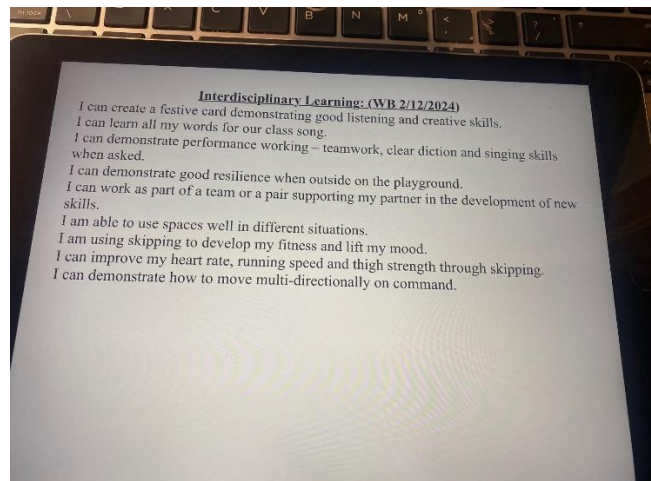 B N M < > ? /
Interdisciplinary Learning: (WB 2/12/2024)
I can create a festive card demonstrating good listening and creative skills.
I can learn all my words for our class song.
I can demonstrate performance working – teamwork, clear diction and singing skills
when asked.
I can demonstrate good resilience when outside on the playground.
I can work as part of a team or a pair supporting my partner in the development of new
skills.
I am able to use spaces well in different situations.
I am using skipping to develop my fitness and lift my mood.
I can improve my heart rate, running speed and thigh strength through skipping.
I can demonstrate how to move multi-directionally on command.